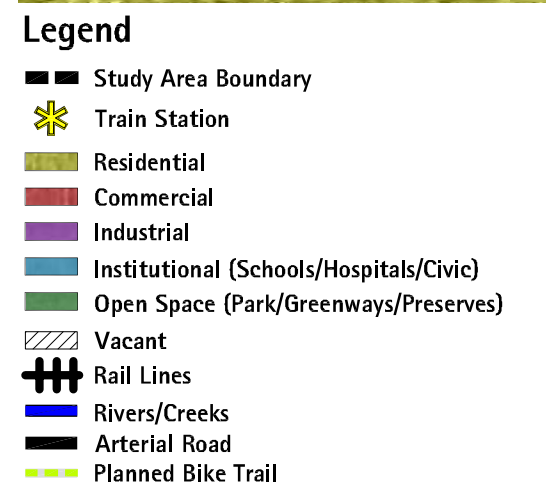 Legend
Study Area Boundary
Train Station
Residential
Commercial
Industrial
Institutional (Schools/Hospitals/Civic)
Open Space (Park/Greenways/Preserves)
Vacant
Rail Lines
Rivers/Creeks
Arterial Road
Planned Bike Trail